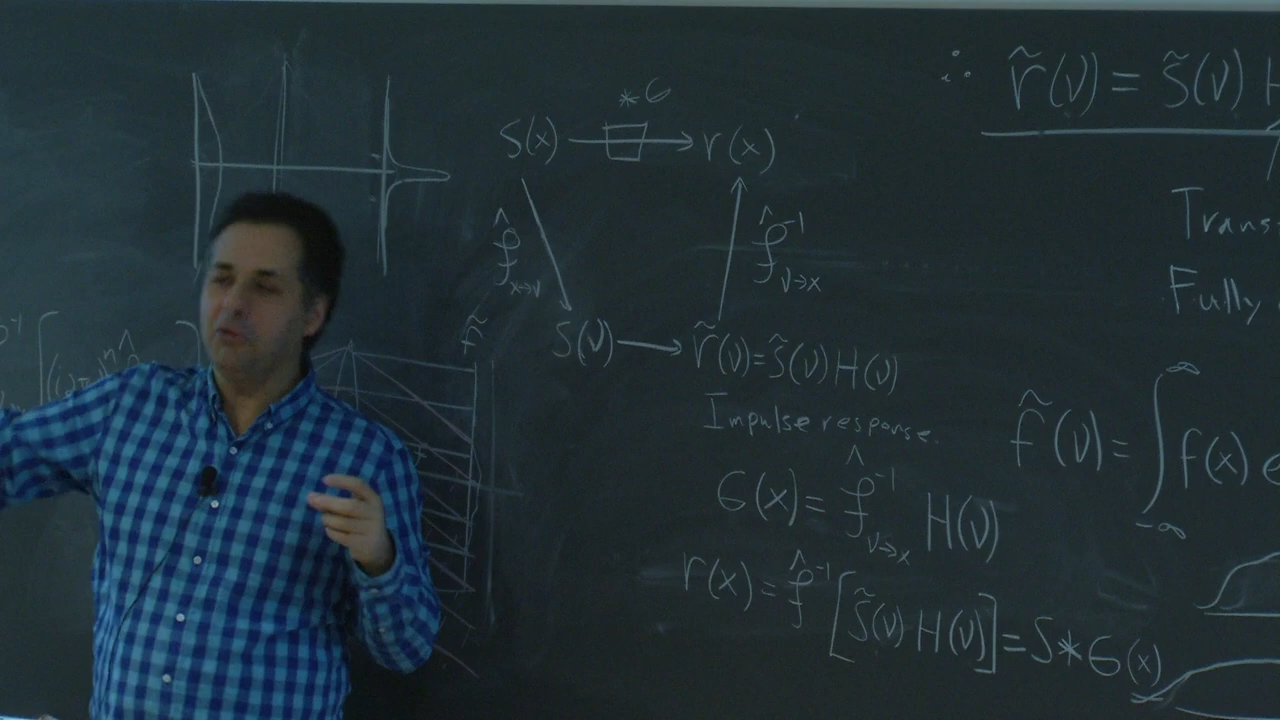 *G
S(x) → r(x)
∴ r̃(ν) = s̃(ν) H
f̂ x→ν
f̂⁻¹ ν→x
Trans
Fully
S(ν) → r̃(ν)=s̃(ν)H(ν)
Impulse response
f̃(ν) = ∫_{-∞}^{∞} f(x) e
G(x) = f̂⁻¹ ν→x H(ν)
r(x) = f̂⁻¹ [s̃(ν) H(ν)] = S*G(x)